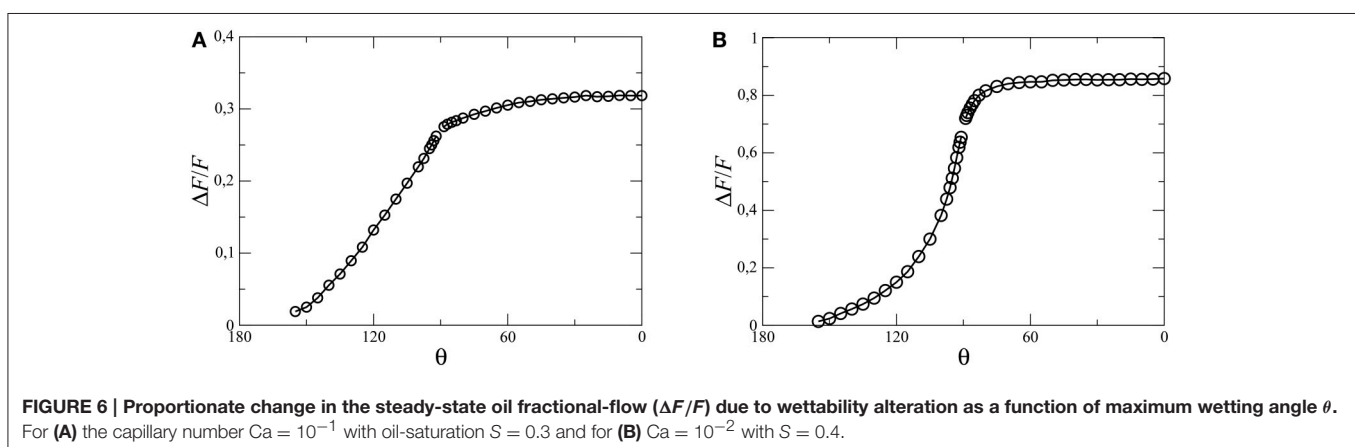 A
0,4
0,3
0,2
0,1
0
ΔF/F
180
120
60
0
θ
B
1
0,8
0,6
0,4
0,2
0
ΔF/F
180
120
60
0
θ
FIGURE 6 | Proportionate change in the steady-state oil fractional-flow (ΔF/F) due to wettability alteration as a function of maximum wetting angle θ.
For (A) the capillary number Ca = 10⁻¹ with oil-saturation S = 0.3 and for (B) Ca = 10⁻² with S = 0.4.